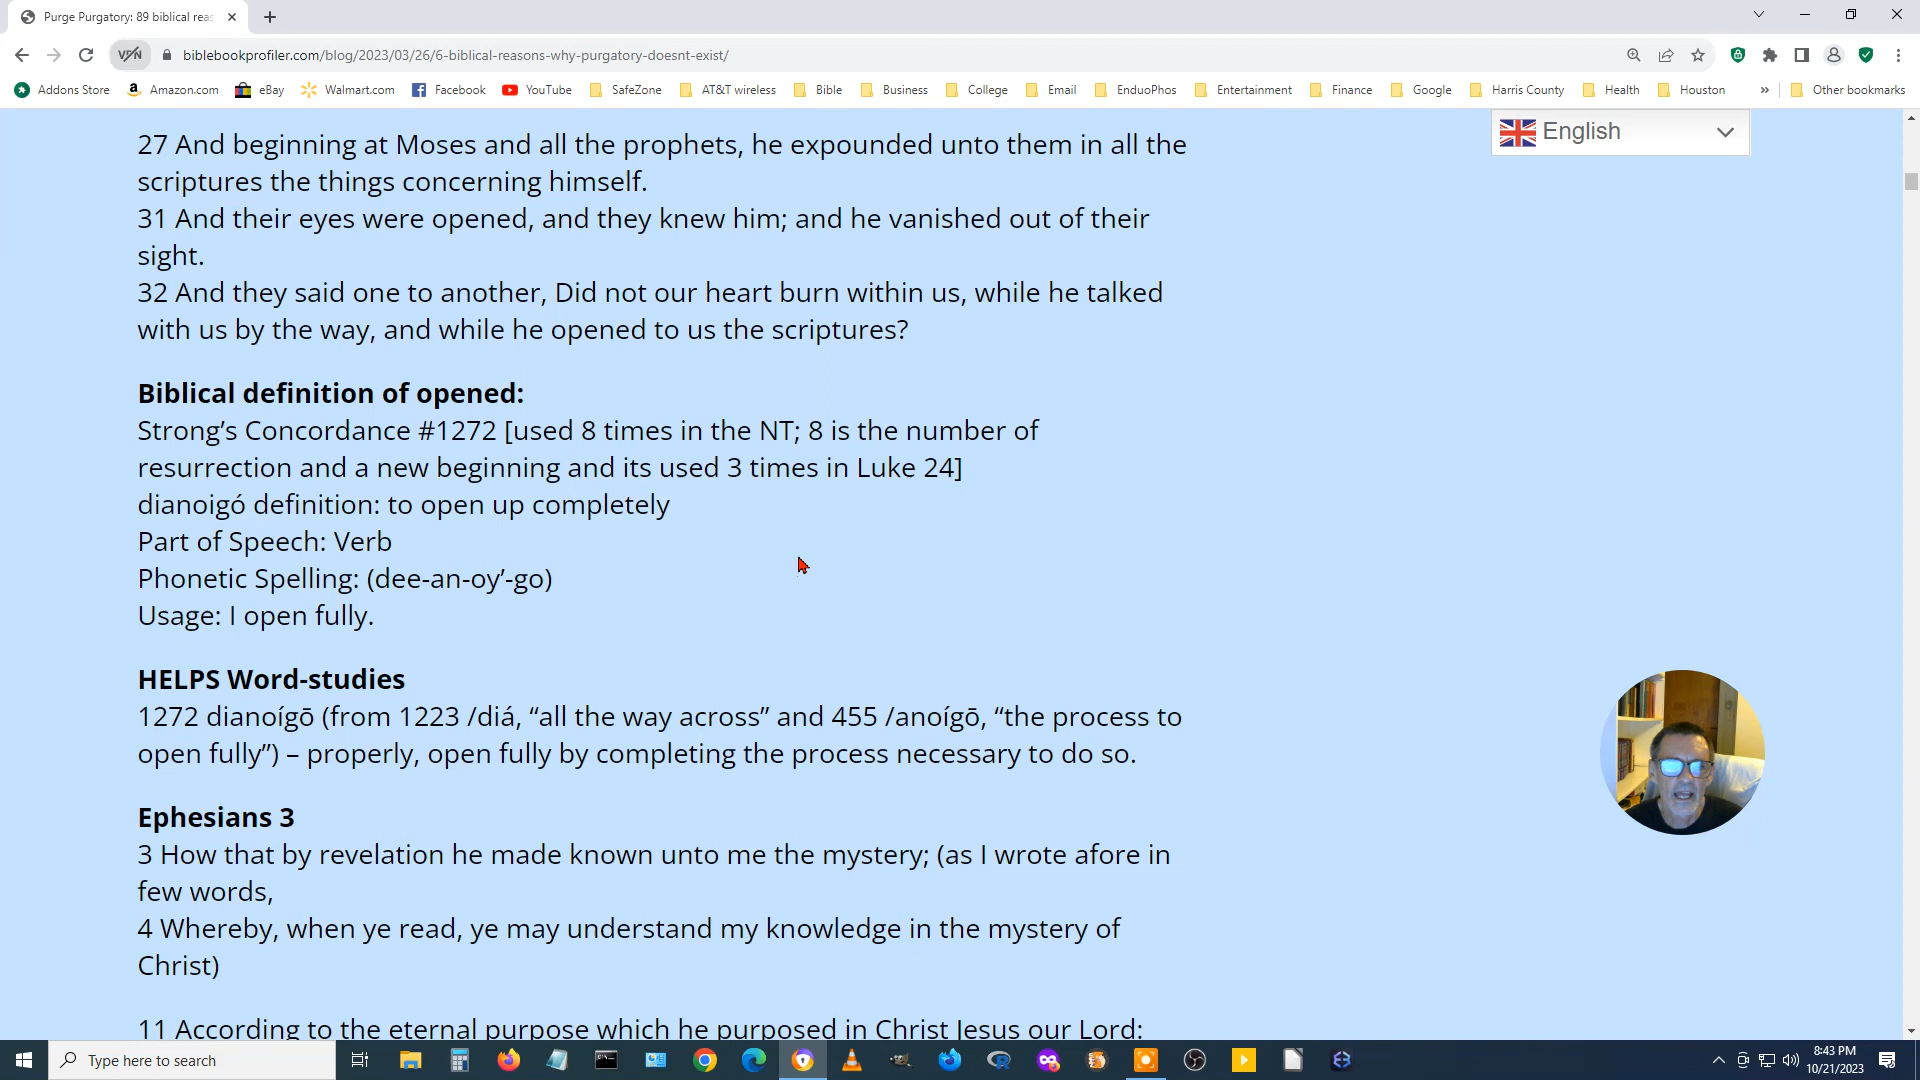 Purge Purgatory: 89 biblical reas
biblebookprofiler.com/blog/2023/03/26/6-biblical-reasons-why-purgatory-doesnt-exist/
Addons Store Amazon.com eBay Walmart.com Facebook YouTube SafeZone AT&T wireless Bible Business College Email EnduoPhos Entertainment Finance Google Harris County Health Houston » Other bookmarks
English
27 And beginning at Moses and all the prophets, he expounded unto them in all the
scriptures the things concerning himself.
31 And their eyes were opened, and they knew him; and he vanished out of their
sight.
32 And they said one to another, Did not our heart burn within us, while he talked
with us by the way, and while he opened to us the scriptures?
Biblical definition of opened:
Strong’s Concordance #1272 [used 8 times in the NT; 8 is the number of
resurrection and a new beginning and its used 3 times in Luke 24]
dianoigó definition: to open up completely
Part of Speech: Verb
Phonetic Spelling: (dee-an-oy’-go)
Usage: I open fully.
HELPS Word-studies
1272 dianoígō (from 1223 /diá, “all the way across” and 455 /anoígō, “the process to
open fully”) – properly, open fully by completing the process necessary to do so.
Ephesians 3
3 How that by revelation he made known unto me the mystery; (as I wrote afore in
few words,
4 Whereby, when ye read, ye may understand my knowledge in the mystery of
Christ)
11 According to the eternal purpose which he purposed in Christ Jesus our Lord:
Type here to search
8:43 PM
10/21/2023